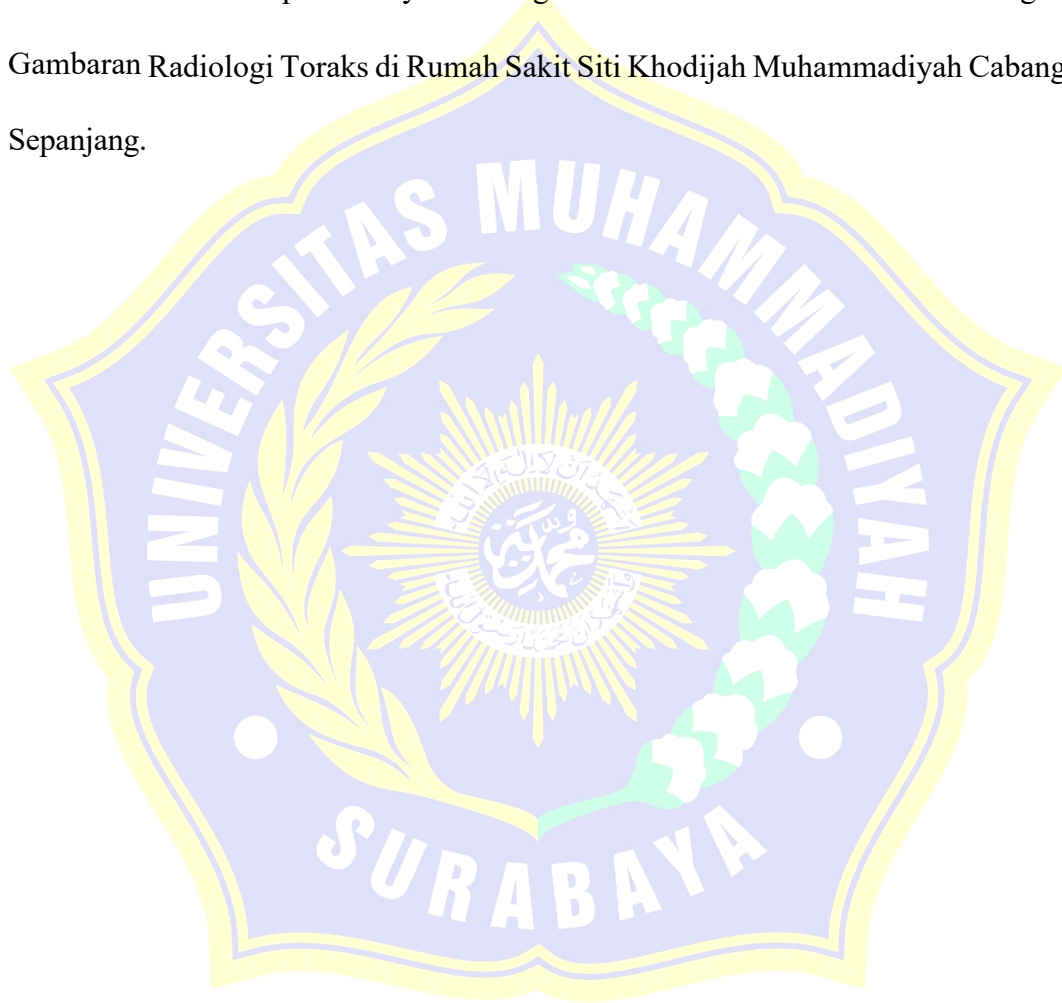 Gambaran Radiologi Toraks di Rumah Sakit Siti Khodijah Muhammadiyah Cabang
Sepanjang.
UNIVERSITAS MUHAMMADIYAH
SURABAYA